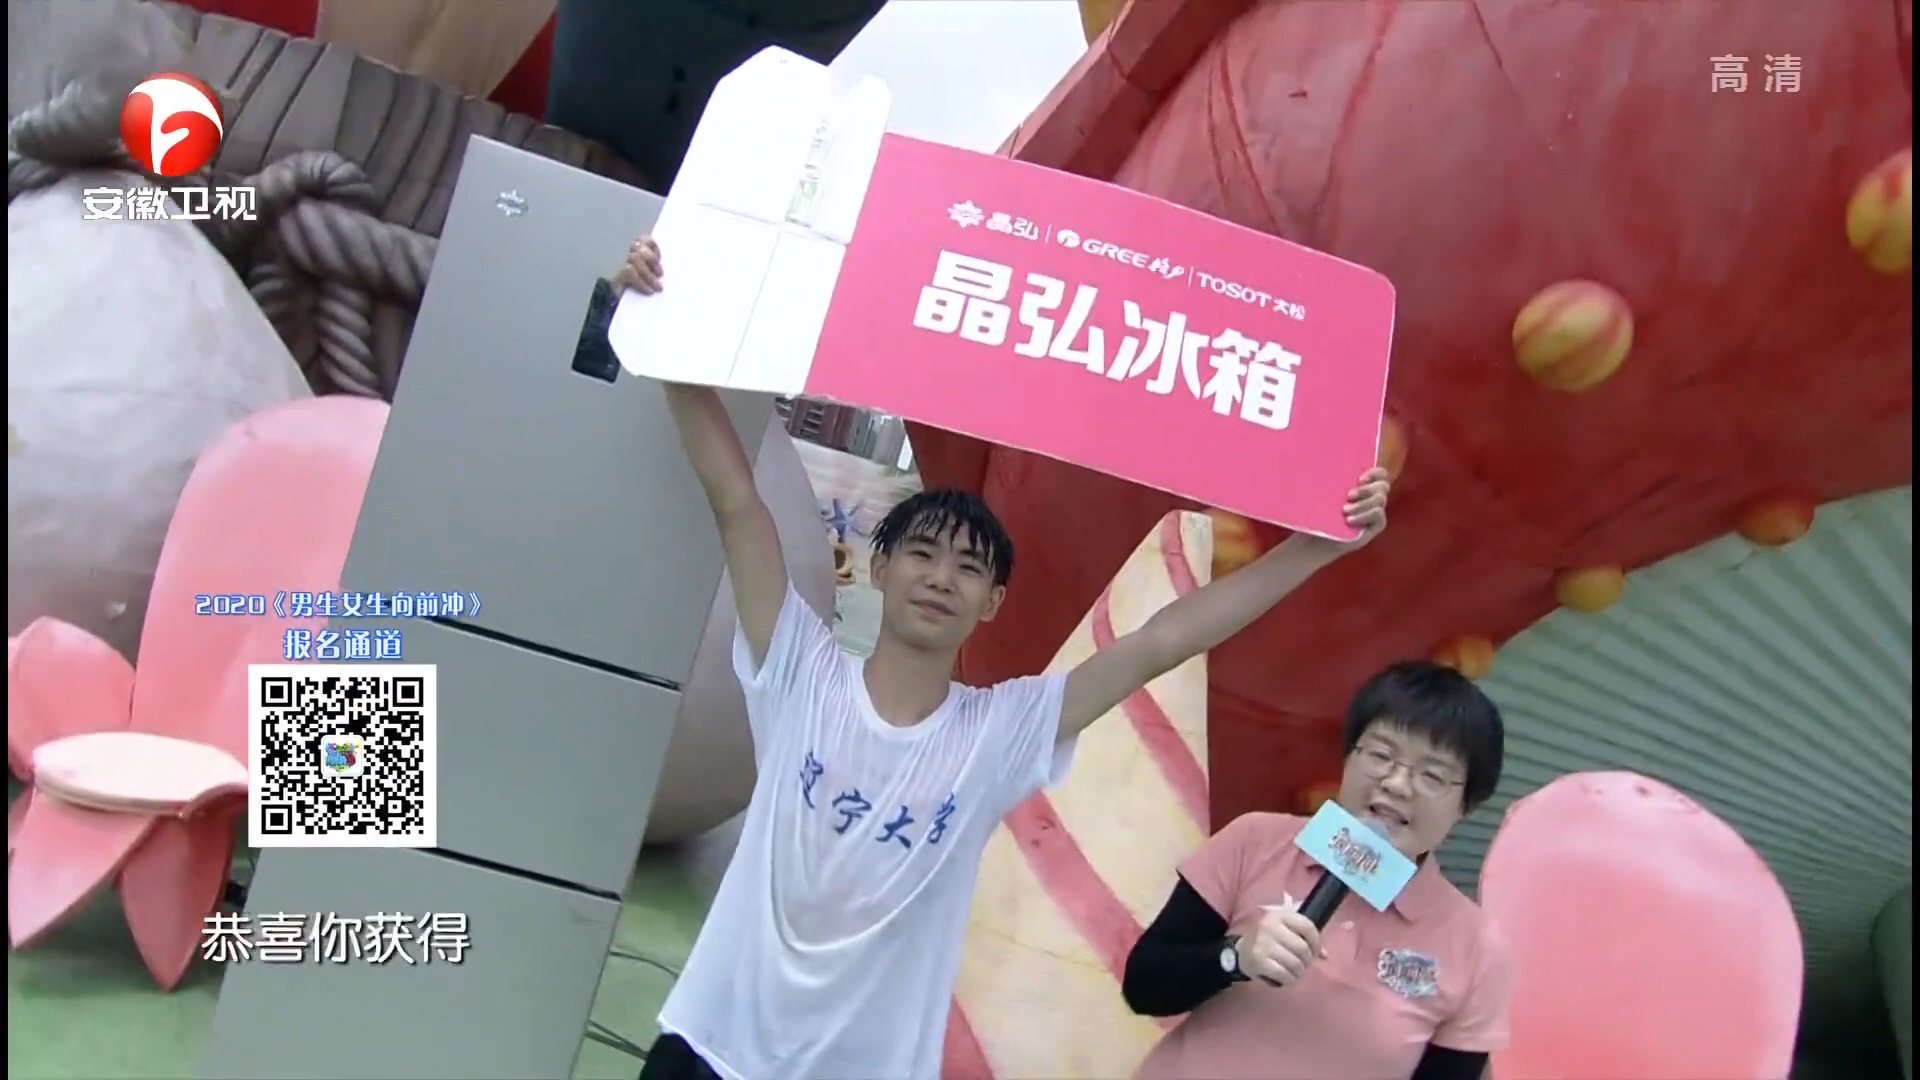 高清
安徽卫视
晶弘 GREE格力 TOSOT大松
晶弘冰箱
2020《男生女生向前冲》
报名通道
辽宁大学
恭喜你获得